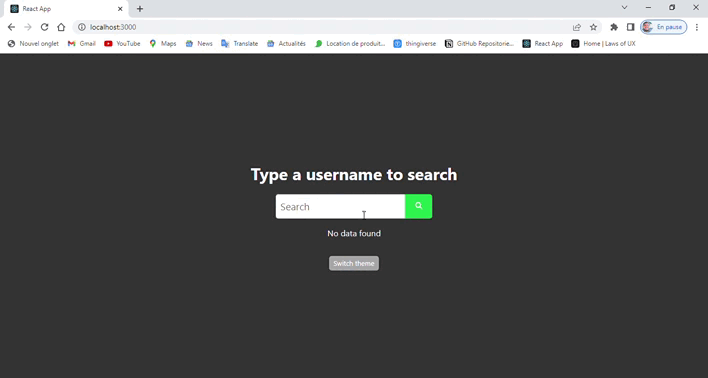 React App
localhost:3000
En pause
Nouvel onglet Gmail YouTube Maps News Translate Actualités Location de produit... thingiverse GitHub Repositorie... React App Home | Laws of UX
Type a username to search
Search
No data found
Switch theme